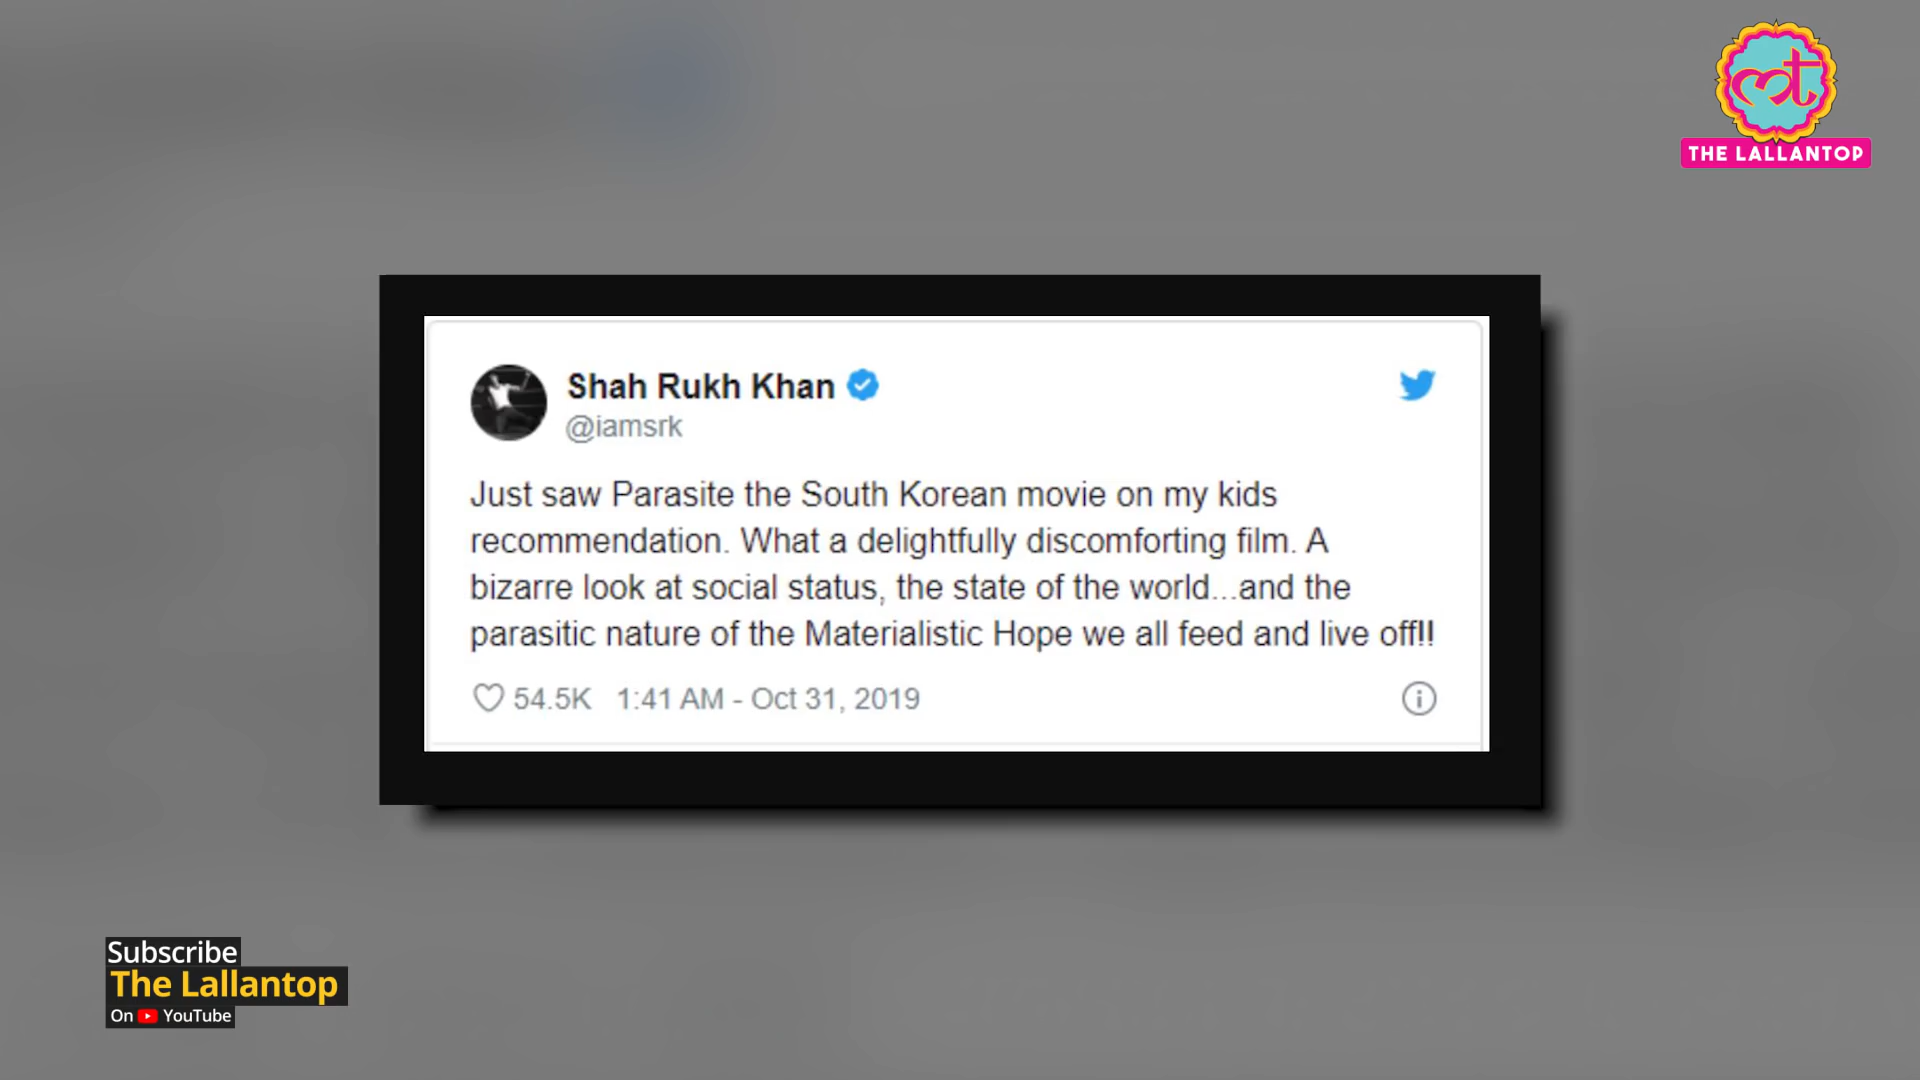 THE LALLANTOP
Shah Rukh Khan
@iamsrk
Just saw Parasite the South Korean movie on my kids
recommendation. What a delightfully discomforting film. A
bizarre look at social status, the state of the world...and the
parasitic nature of the Materialistic Hope we all feed and live off!!
54.5K 1:41 AM - Oct 31, 2019
Subscribe
The Lallantop
On YouTube